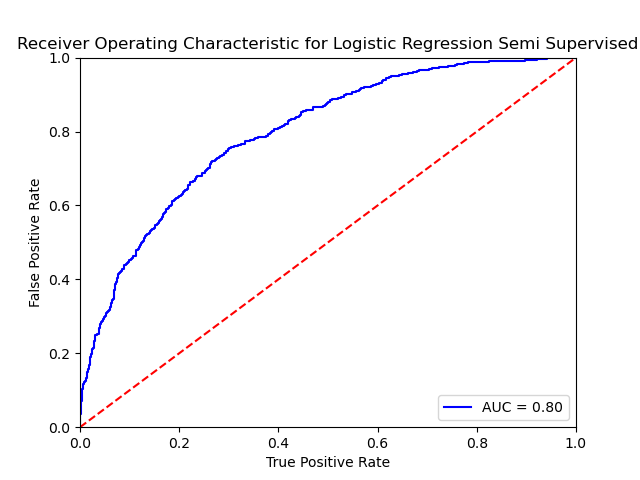 Receiver Operating Characteristic for Logistic Regression Semi Supervised
1.0
0.8
0.6
0.4
0.2
0.0
False Positive Rate
AUC = 0.80
0.0 0.2 0.4 0.6 0.8 1.0
True Positive Rate